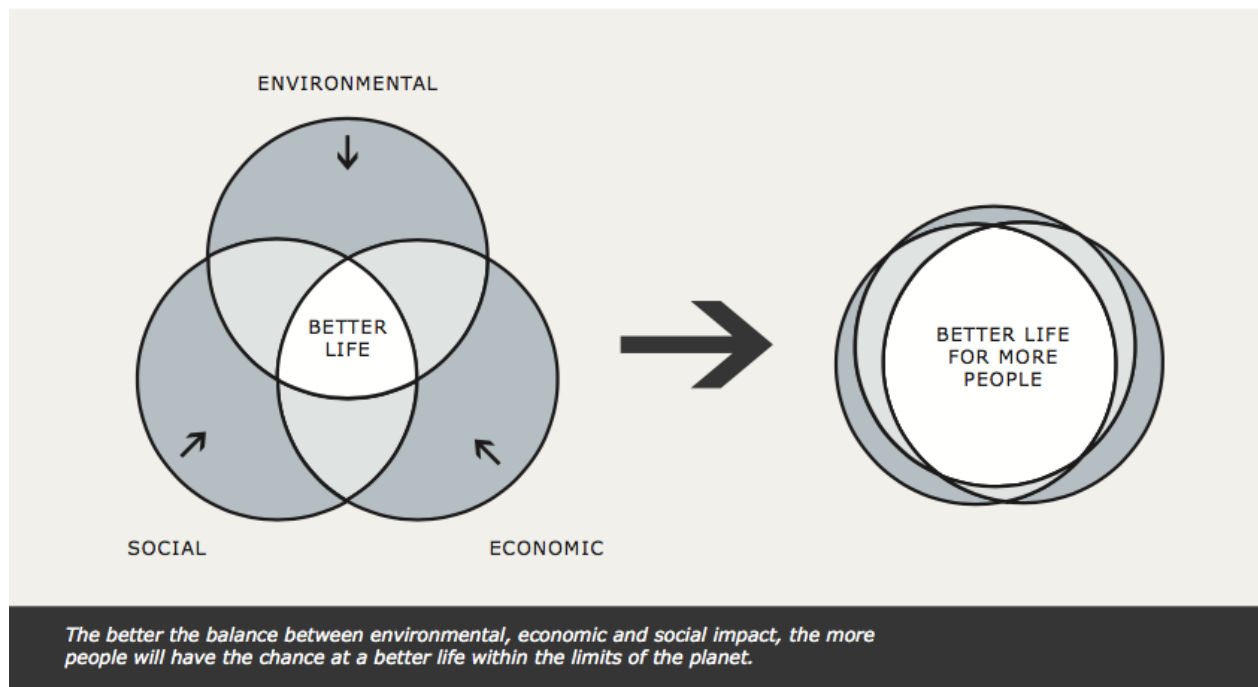 ENVIRONMENTAL
BETTER
LIFE
SOCIAL
ECONOMIC
BETTER LIFE
FOR MORE
PEOPLE
The better the balance between environmental, economic and social impact, the more
people will have the chance at a better life within the limits of the planet.